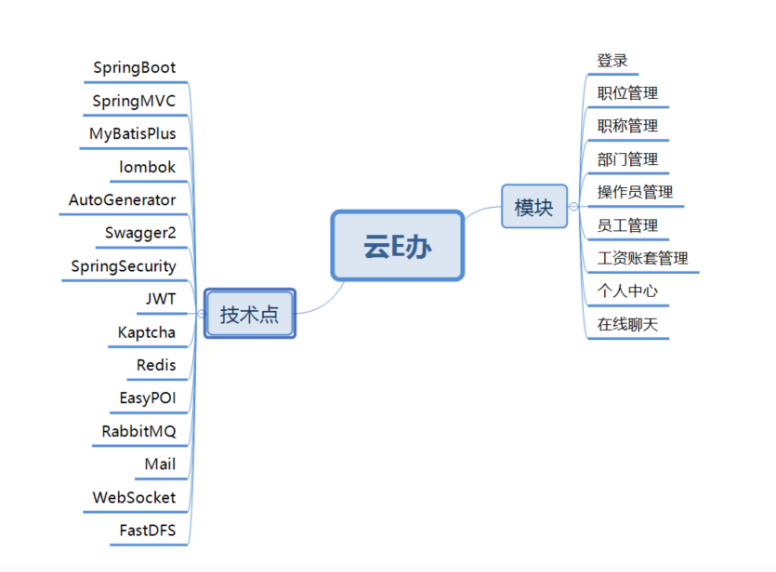 云E办
技术点
SpringBoot
SpringMVC
MyBatisPlus
lombok
AutoGenerator
Swagger2
SpringSecurity
JWT
Kaptcha
Redis
EasyPOI
RabbitMQ
Mail
WebSocket
FastDFS
模块
登录
职位管理
职称管理
部门管理
操作员管理
员工管理
工资账套管理
个人中心
在线聊天